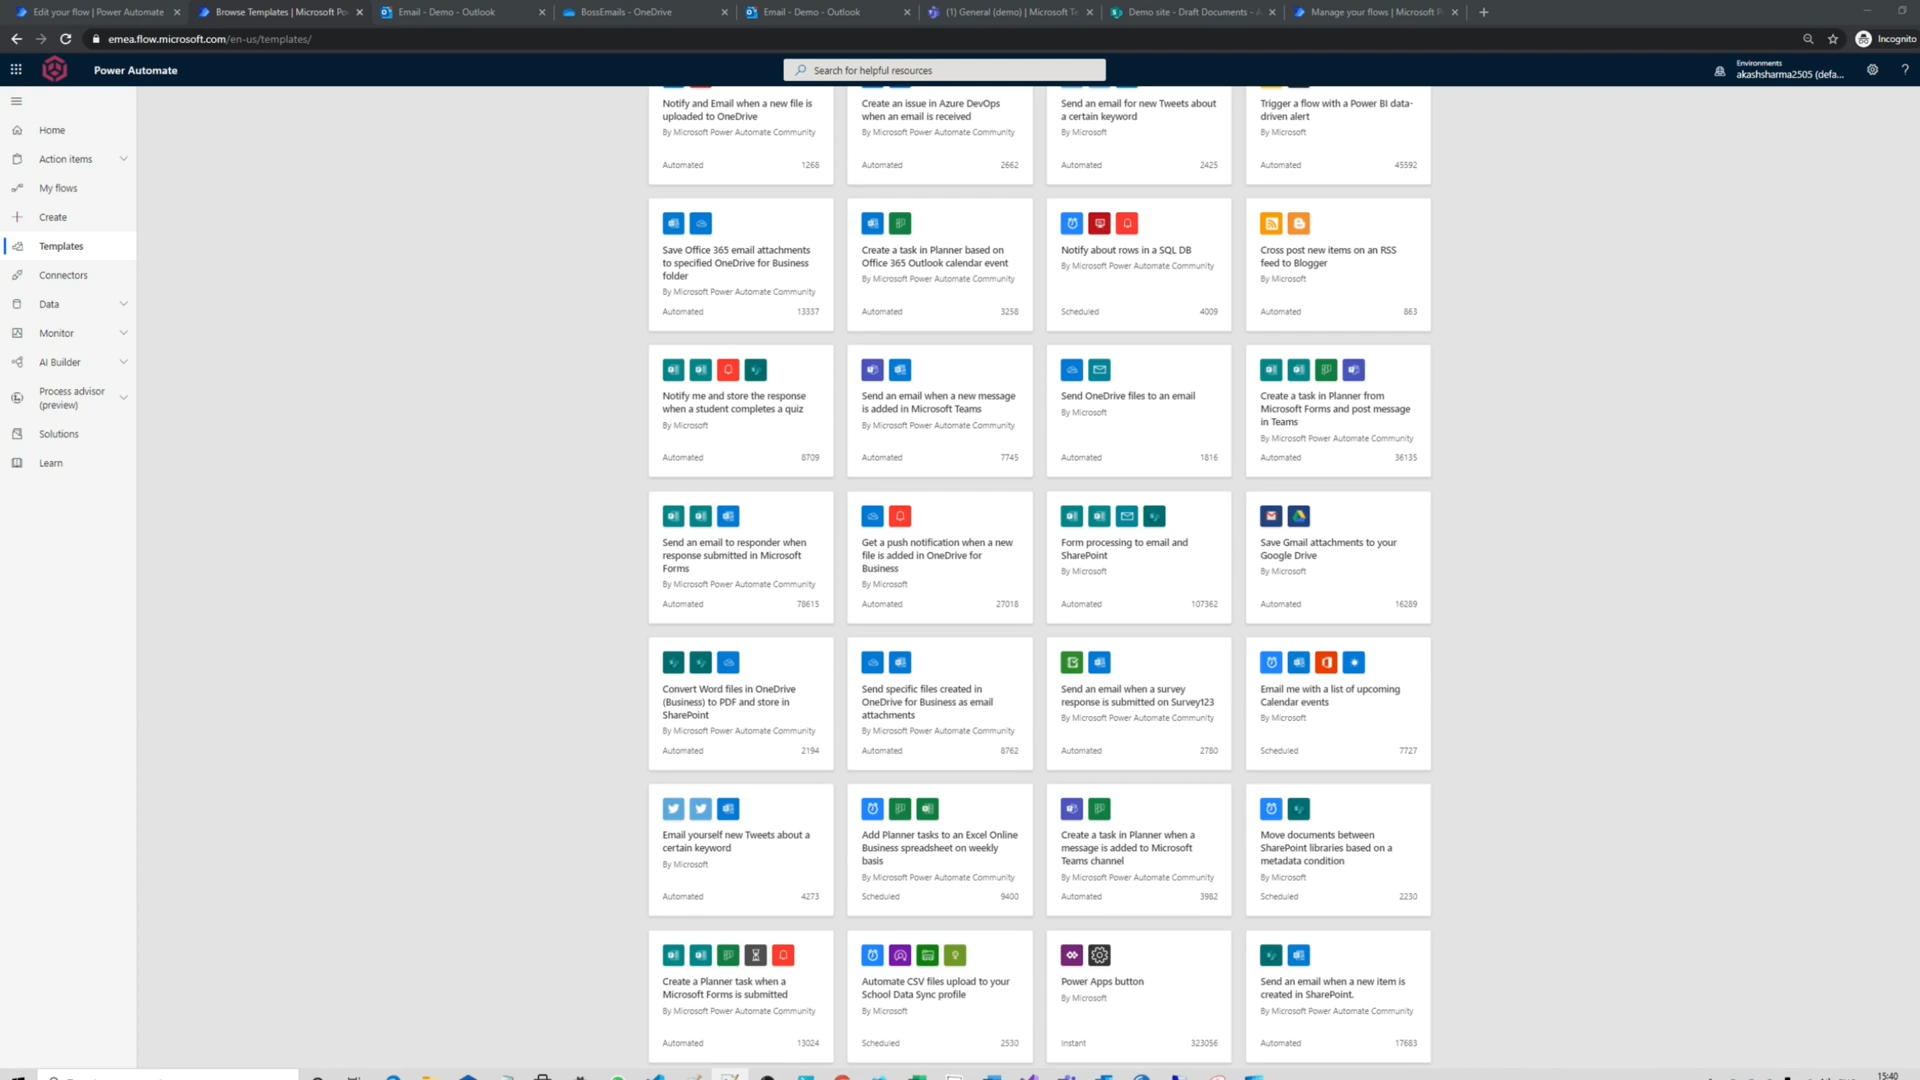 Edit your flow | Power Automate
Browse Templates | Microsoft Po
Email - Demo - Outlook
BossEmails - OneDrive
Email - Demo - Outlook
(1) General (demo) | Microsoft Te
Demo site - Draft Documents - A
Manage your flows | Microsoft P
emea.flow.microsoft.com/en-us/templates/
Incognito
Power Automate
Search for helpful resources
Environments
akashsharma2505 (defa...
Home
Action items
My flows
Create
Templates
Connectors
Data
Monitor
AI Builder
Process advisor
(preview)
Solutions
Learn
Notify and Email when a new file is
uploaded to OneDrive
By Microsoft Power Automate Community
Automated 1268
Create an issue in Azure DevOps
when an email is received
By Microsoft Power Automate Community
Automated 2662
Send an email for new Tweets about
a certain keyword
By Microsoft
Automated 2425
Trigger a flow with a Power BI data-
driven alert
By Microsoft
Automated 45592
Save Office 365 email attachments
to specified OneDrive for Business
folder
By Microsoft Power Automate Community
Automated 13337
Create a task in Planner based on
Office 365 Outlook calendar event
By Microsoft Power Automate Community
Automated 3258
Notify about rows in a SQL DB
By Microsoft Power Automate Community
Scheduled 4009
Cross post new items on an RSS
feed to Blogger
By Microsoft
Automated 863
Notify me and store the response
when a student completes a quiz
By Microsoft
Automated 8709
Send an email when a new message
is added in Microsoft Teams
By Microsoft Power Automate Community
Automated 7745
Send OneDrive files to an email
By Microsoft
Automated 1816
Create a task in Planner from
Microsoft Forms and post message
in Teams
By Microsoft Power Automate Community
Automated 36135
Send an email to responder when
response submitted in Microsoft
Forms
By Microsoft Power Automate Community
Automated 78615
Get a push notification when a new
file is added in OneDrive for
Business
By Microsoft
Automated 27018
Form processing to email and
SharePoint
By Microsoft
Automated 107362
Save Gmail attachments to your
Google Drive
By Microsoft
Automated 16289
Convert Word files in OneDrive
(Business) to PDF and store in
SharePoint
By Microsoft Power Automate Community
Automated 2194
Send specific files created in
OneDrive for Business as email
attachments
By Microsoft Power Automate Community
Automated 8762
Send an email when a survey
response is submitted on Survey123
By Microsoft Power Automate Community
Automated 2780
Email me with a list of upcoming
Calendar events
By Microsoft
Scheduled 7727
Email yourself new Tweets about a
certain keyword
By Microsoft
Automated 4273
Add Planner tasks to an Excel Online
Business spreadsheet on weekly
basis
By Microsoft Power Automate Community
Scheduled 9400
Create a task in Planner when a
message is added to Microsoft
Teams channel
By Microsoft Power Automate Community
Automated 3982
Move documents between
SharePoint libraries based on a
metadata condition
By Microsoft
Scheduled 2230
Create a Planner task when a
Microsoft Forms is submitted
By Microsoft Power Automate Community
Automated 13024
Automate CSV files upload to your
School Data Sync profile
By Microsoft
Scheduled 2530
Power Apps button
By Microsoft
Instant 323056
Send an email when a new item is
created in SharePoint.
By Microsoft Power Automate Community
Automated 17683
15:40